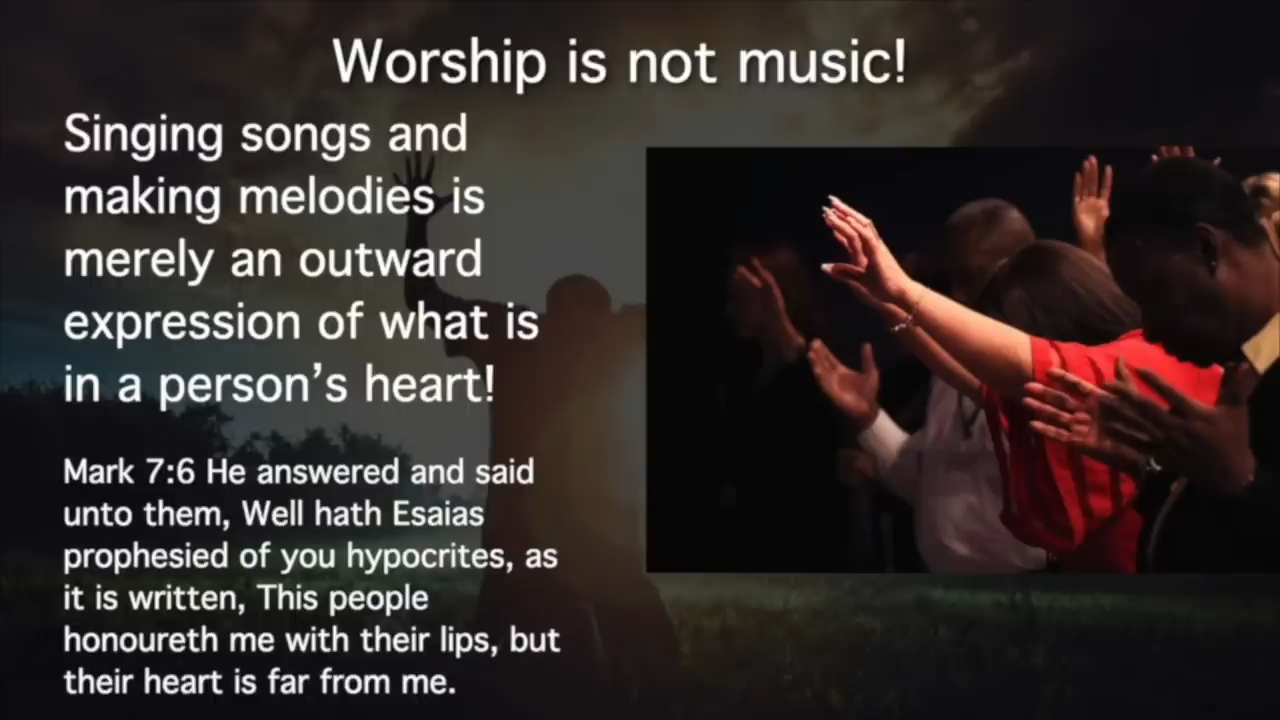 Worship is not music!
Singing songs and
making melodies is
merely an outward
expression of what is
in a person’s heart!
Mark 7:6 He answered and said
unto them, Well hath Esaias
prophesied of you hypocrites, as
it is written, This people
honoureth me with their lips, but
their heart is far from me.